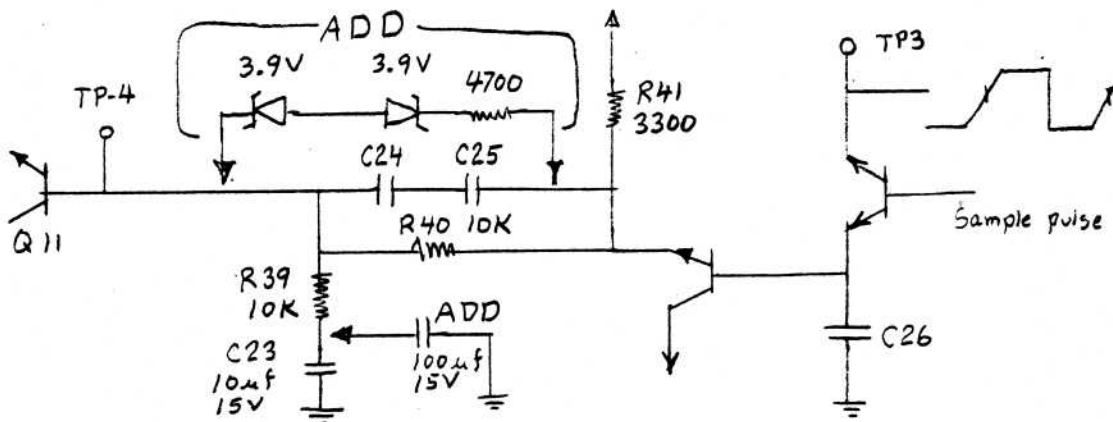 ADD
3.9V
3.9V
4700
TP-4
R41
3300
TP3
C24
C25
Q11
R40 10K
Sample pulse
R39
10K
ADD
C23
10uf
15V
100uf
15V
C26